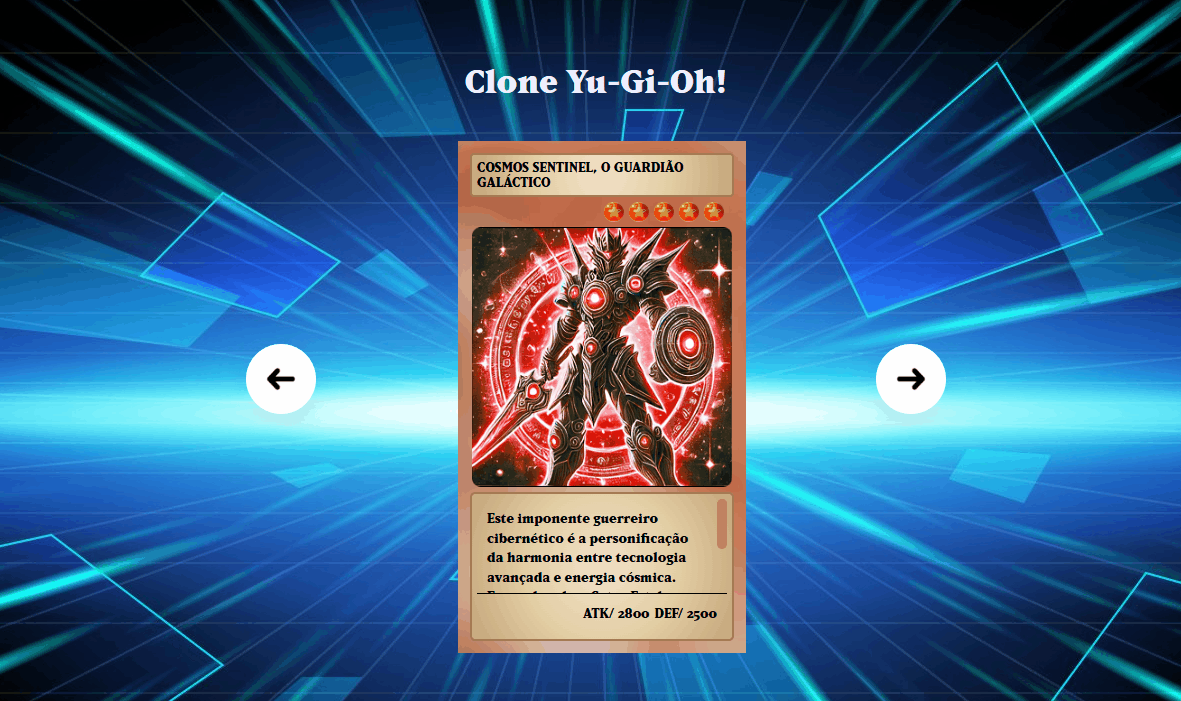 Clone Yu-Gi-Oh!
COSMOS SENTINEL, O GUARDIÃO
GALÁCTICO
Este imponente guerreiro
cibernético é a personificação
da harmonia entre tecnologia
avançada e energia cósmica.
ATK/ 2800 DEF/ 2500